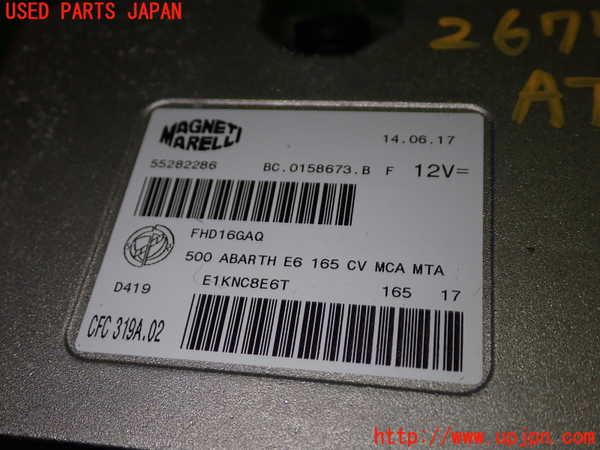 USED PARTS JAPAN
267
AT
MAGNETI MARELLI
14.06.17
55282286 BC.0158673.B F 12V=
FHD16GAQ
500 ABARTH E6 165 CV MCA MTA
D419 E1KNC8E6T 165 17
CFC 319A.02
http://www.upjpn.com/